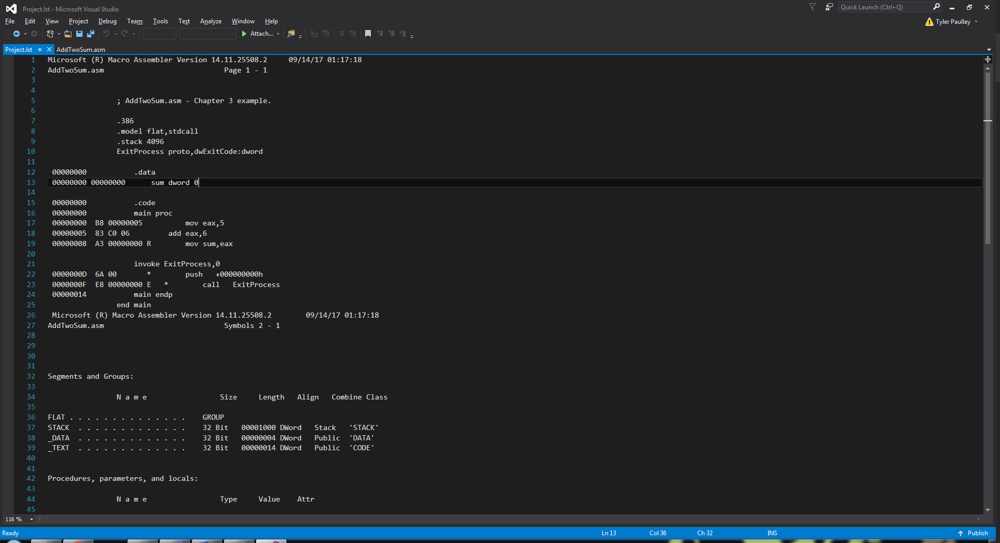 Project.lst - Microsoft Visual Studio
Quick Launch (Ctrl+Q)
File Edit View Project Debug Team Tools Test Analyze Window Help
Tyler Paulley
Attach...
Project.lst AddTwoSum.asm
1 Microsoft (R) Macro Assembler Version 14.11.25508.2 09/14/17 01:17:18
2 AddTwoSum.asm Page 1 - 1
3
4
5 ; AddTwoSum.asm - Chapter 3 example.
6
7 .386
8 .model flat,stdcall
9 .stack 4096
10 ExitProcess proto,dwExitCode:dword
11
12 00000000 .data
13 00000000 00000000 sum dword 0
14
15 00000000 .code
16 00000000 main proc
17 00000000 B8 00000005 mov eax,5
18 00000005 83 C0 06 add eax,6
19 00000008 A3 00000000 R mov sum,eax
20
21 invoke ExitProcess,0
22 0000000D 6A 00 * push +000000000h
23 0000000F E8 00000000 E * call ExitProcess
24 00000014 main endp
25 end main
26 Microsoft (R) Macro Assembler Version 14.11.25508.2 09/14/17 01:17:18
27 AddTwoSum.asm Symbols 2 - 1
28
29
30
31
32 Segments and Groups:
33
34 N a m e Size Length Align Combine Class
35
36 FLAT . . . . . . . . . . . . . . GROUP
37 STACK . . . . . . . . . . . . . 32 Bit 00001000 DWord Stack 'STACK'
38 _DATA . . . . . . . . . . . . . 32 Bit 00000004 DWord Public 'DATA'
39 _TEXT . . . . . . . . . . . . . 32 Bit 00000014 DWord Public 'CODE'
40
41
42 Procedures, parameters, and locals:
43
44 N a m e Type Value Attr
45
116 %
Ready Ln 13 Col 36 Ch 32 INS Publish